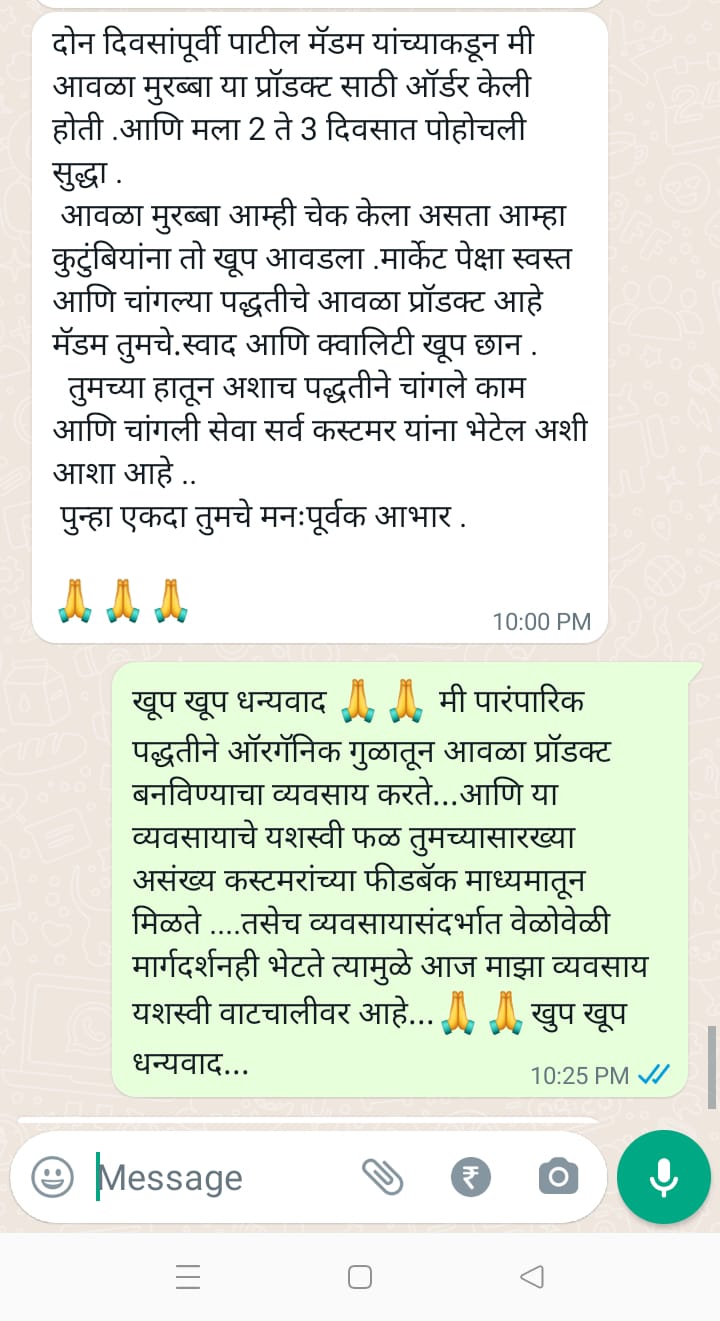 दोन दिवसांपूर्वी पाटील मॅडम यांच्याकडून मी
आवळा मुरब्बा या प्रॉडक्ट साठी ऑर्डर केली
होती .आणि मला 2 ते 3 दिवसात पोहोचली
सुद्धा .
आवळा मुरब्बा आम्ही चेक केला असता आम्हा
कुटुंबियांना तो खूप आवडला .मार्केट पेक्षा स्वस्त
आणि चांगल्या पद्धतीचे आवळा प्रॉडक्ट आहे
मॅडम तुमचे.स्वाद आणि क्वालिटी खूप छान .
तुमच्या हातून अशाच पद्धतीने चांगले काम
आणि चांगली सेवा सर्व कस्टमर यांना भेटेल अशी
आशा आहे ..
पुन्हा एकदा तुमचे मनःपूर्वक आभार .
🙏 🙏 🙏
10:00 PM
खूप खूप धन्यवाद 🙏 🙏 मी पारंपारिक
पद्धतीने ऑरगॅनिक गुळातून आवळा प्रॉडक्ट
बनविण्याचा व्यवसाय करते...आणि या
व्यवसायाचे यशस्वी फळ तुमच्यासारख्या
असंख्य कस्टमरांच्या फीडबॅक माध्यमातून
मिळते ....तसेच व्यवसायासंदर्भात वेळोवेळी
मार्गदर्शनही भेटते त्यामुळे आज माझा व्यवसाय
यशस्वी वाटचालीवर आहे...🙏 🙏 खुप खूप
धन्यवाद...
10:25 PM
Message